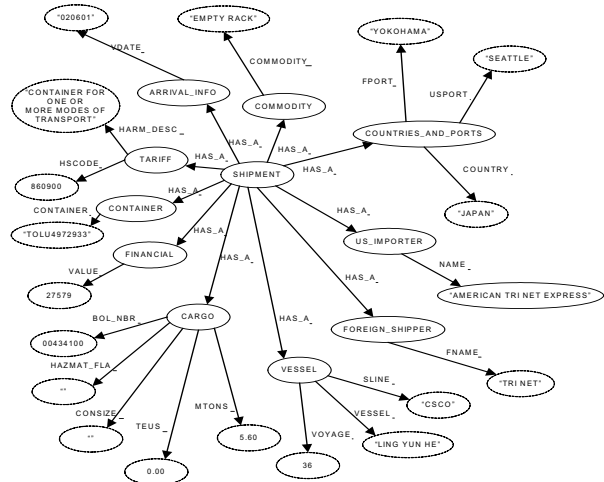 "020601"
"EMPTY RACK"
"YOKOHAMA"
"SEATTLE"
VDATE_
COMMODITY_
FPORT_
USPORT_
"CONTAINER FOR
ONE OR
MORE MODES OF
TRANSPORT"
ARRIVAL_INFO
COMMODITY
COUNTRIES_AND_PORTS
HARM_DESC_
HAS_A_
HAS_A_
HSCODE_
TARIFF
HAS_A_
SHIPMENT
HAS_A_
COUNTRY_
860900
HAS_A_
CONTAINER_
CONTAINER
HAS_A_
"JAPAN"
"TOLU4972933"
HAS_A_
US_IMPORTER
FINANCIAL
HAS_A_
NAME_
VALUE_
HAS_A_
27579
"AMERICAN TRI NET EXPRESS"
BOL_NBR_
CARGO
HAS_A_
FOREIGN_SHIPPER
00434100
HAZMAT_FLA_
VESSEL
FNAME_
""
SLINE_
"TRI NET"
CONSIZE_
MTONS_
"CSCO"
TEUS_
VESSEL_
""
5.60
VOYAGE_
"LING YUN HE"
0.00
36